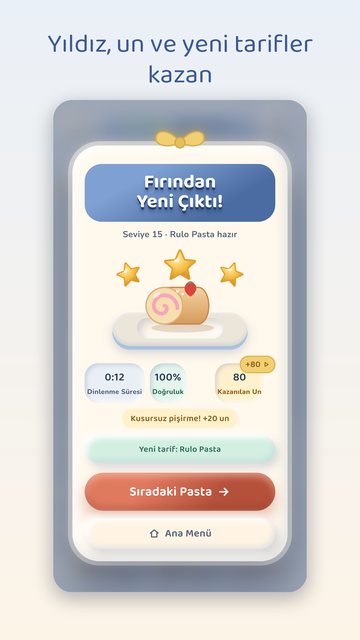 Yıldız, un ve yeni tarifler
kazan
Fırından
Yeni Çıktı!
Seviye 15 · Rulo Pasta hazır
+80
0:12
100%
80
Dinlenme Süresi
Doğruluk
Kazanılan Un
Kusursuz pişirme! +20 un
Yeni tarif: Rulo Pasta
Sıradaki Pasta →
Ana Menü